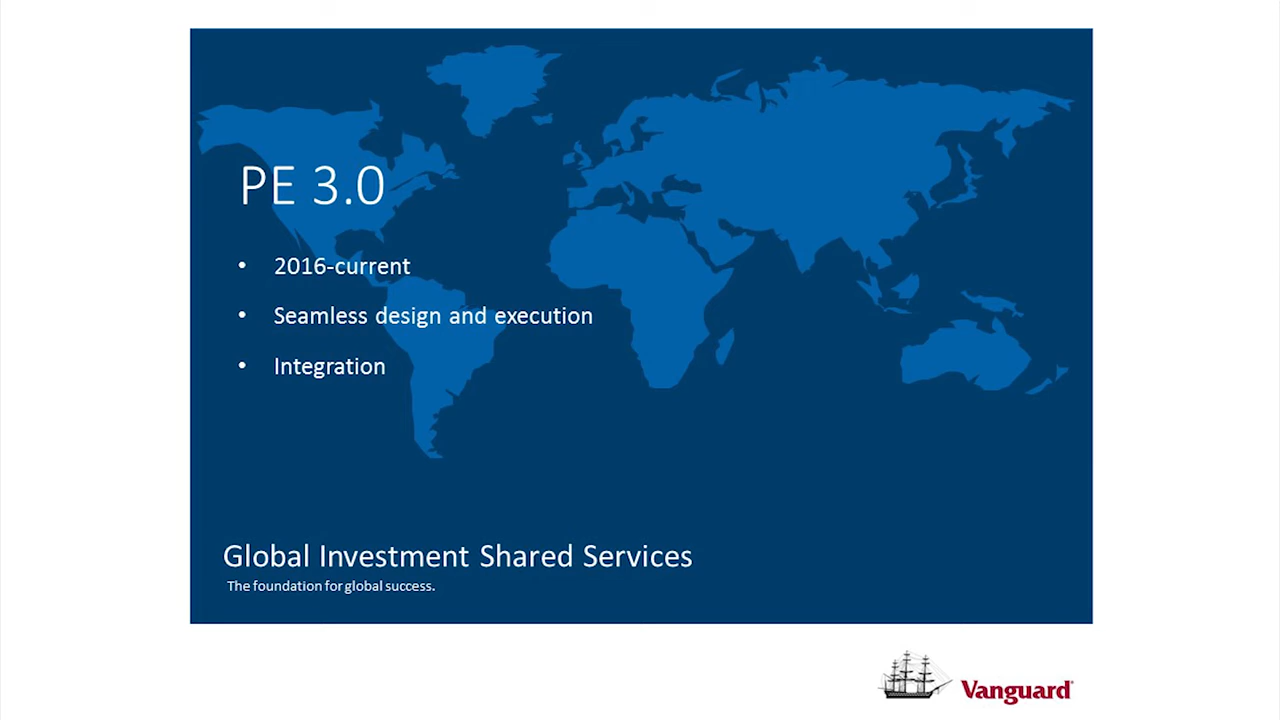 PE 3.0
• 2016-current
• Seamless design and execution
• Integration
Global Investment Shared Services
The foundation for global success.
Vanguard®